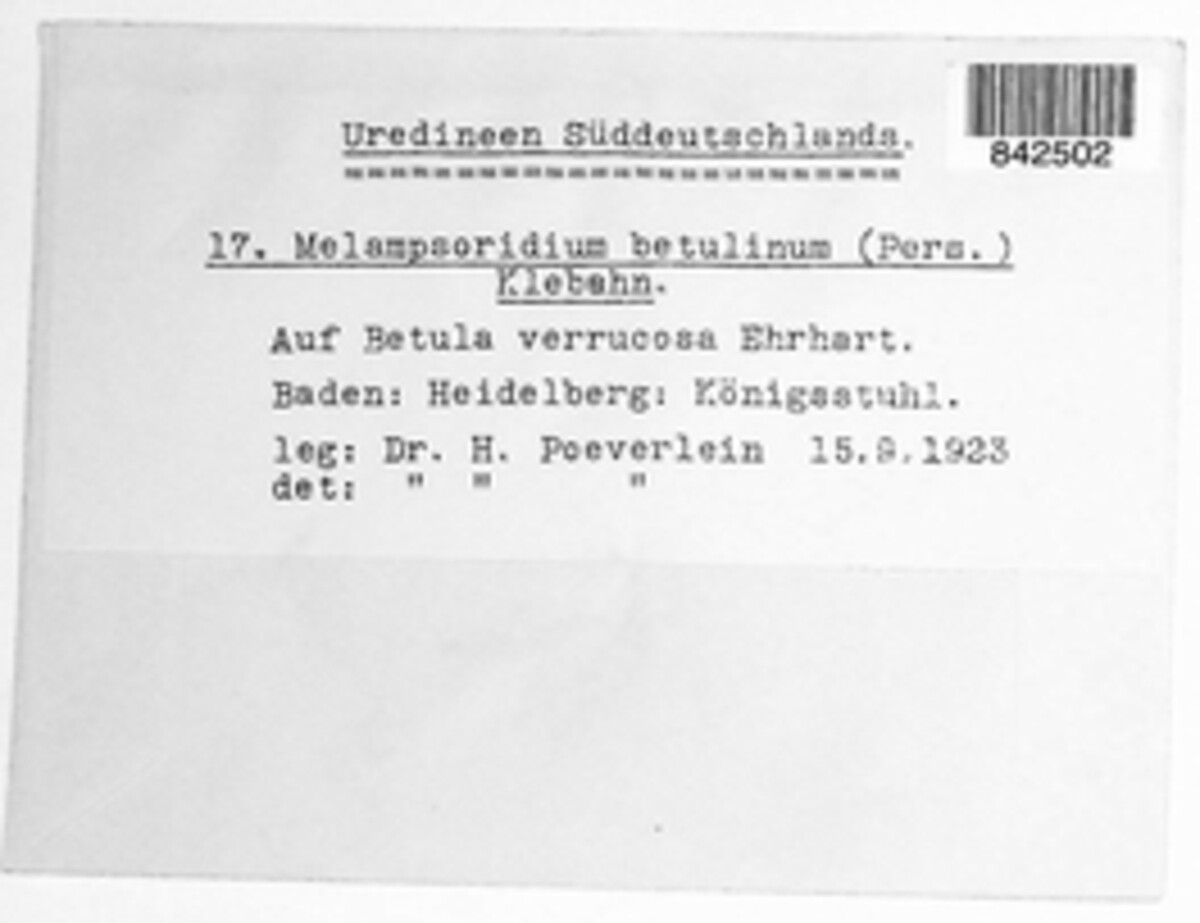 Uredineen Süddeutschlands.
842502
17. Melampsoridium betulinum (Pers.)
Klebahn.
Auf Betula verrucosa Ehrhart.
Baden: Heidelberg: Königsstuhl.
leg: Dr. H. Poeverlein 15.9.1923
det: " " "